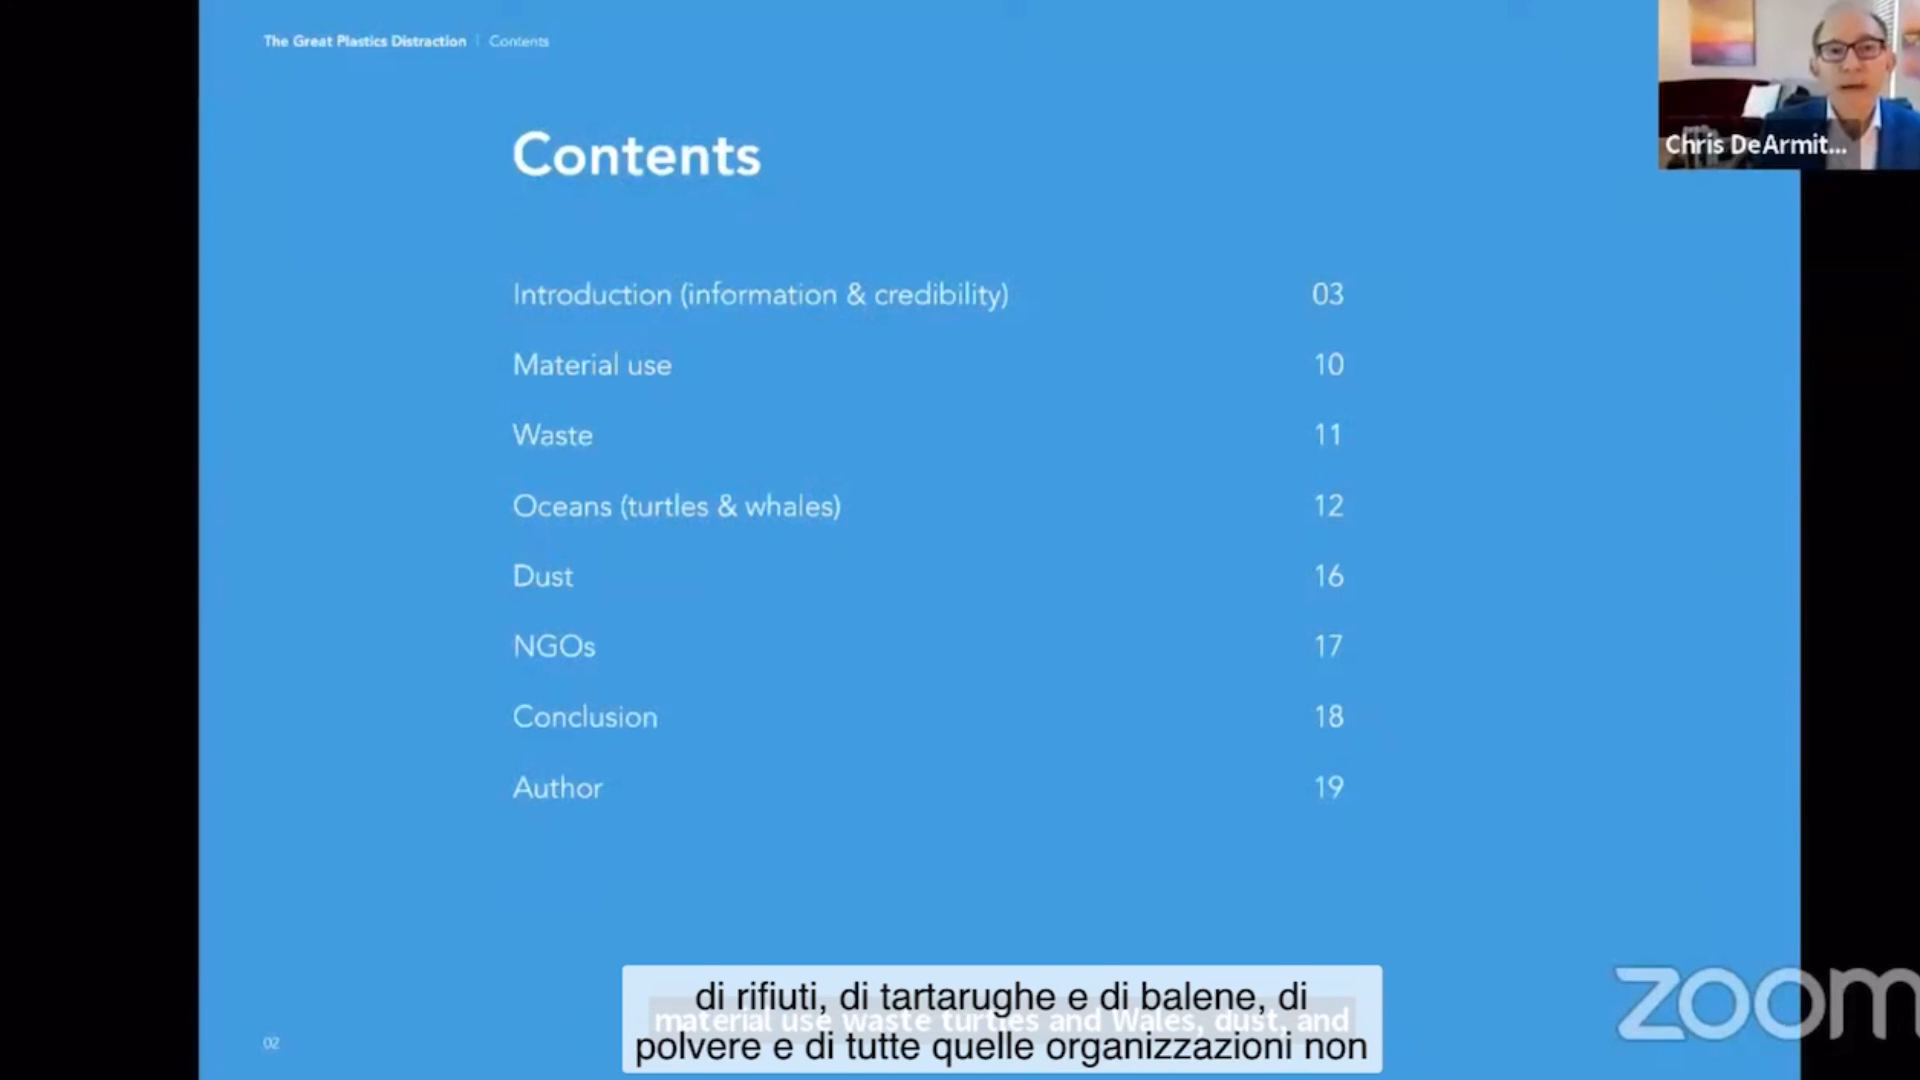 The Great Plastics Distraction | Contents
Chris DeArmit...
Contents
Introduction (information & credibility) 03
Material use 10
Waste 11
Oceans (turtles & whales) 12
Dust 16
NGOs 17
Conclusion 18
Author 19
di rifiuti, di tartarughe e di balene, di
material use waste turtles and Wales, dust, and
polvere e di tutte quelle organizzazioni non
02
zoom